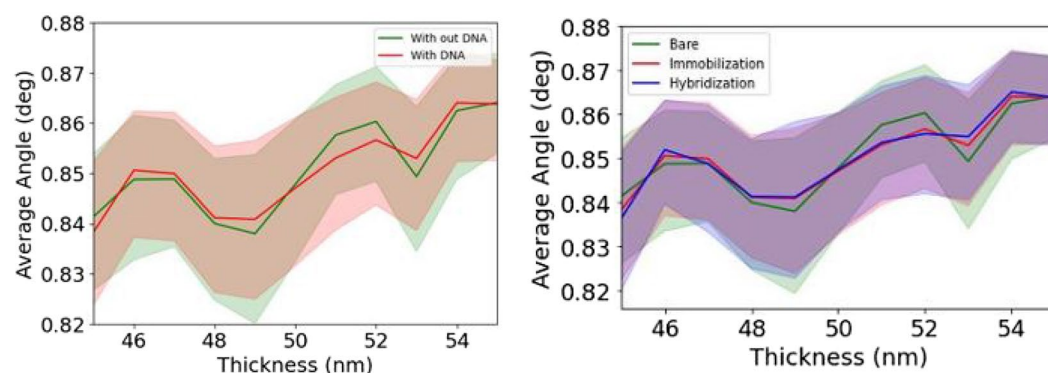 0.88
0.87
0.86
0.85
0.84
0.83
0.82
Average Angle (deg)
With out DNA
With DNA
46 48 50 52 54
Thickness (nm)
0.88
0.87
0.86
0.85
0.84
0.83
0.82
Average Angle (deg)
Bare
Immobilization
Hybridization
46 48 50 52 54
Thickness (nm)